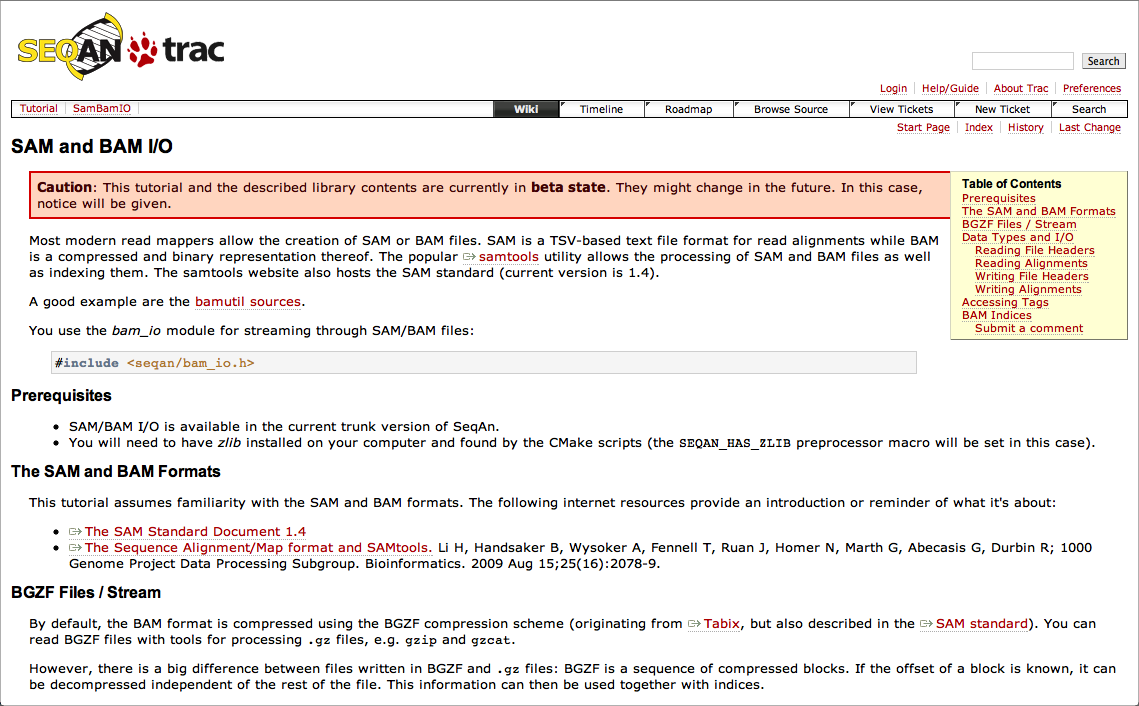 SEQAN trac
Search
Login Help/Guide About Trac Preferences
Tutorial SamBamIO Wiki Timeline Roadmap Browse Source View Tickets New Ticket Search
Start Page Index History Last Change
SAM and BAM I/O
Caution: This tutorial and the described library contents are currently in beta state. They might change in the future. In this case,
notice will be given.
Table of Contents
Prerequisites
The SAM and BAM Formats
BGZF Files / Stream
Data Types and I/O
Reading File Headers
Reading Alignments
Writing File Headers
Writing Alignments
Accessing Tags
BAM Indices
Submit a comment
Most modern read mappers allow the creation of SAM or BAM files. SAM is a TSV-based text file format for read alignments while BAM
is a compressed and binary representation thereof. The popular samtools utility allows the processing of SAM and BAM files as well
as indexing them. The samtools website also hosts the SAM standard (current version is 1.4).
A good example are the bamutil sources.
You use the bam_io module for streaming through SAM/BAM files:
#include <seqan/bam_io.h>
Prerequisites
• SAM/BAM I/O is available in the current trunk version of SeqAn.
• You will need to have zlib installed on your computer and found by the CMake scripts (the SEQAN_HAS_ZLIB preprocessor macro will be set in this case).
The SAM and BAM Formats
This tutorial assumes familiarity with the SAM and BAM formats. The following internet resources provide an introduction or reminder of what it's about:
• The SAM Standard Document 1.4
• The Sequence Alignment/Map format and SAMtools. Li H, Handsaker B, Wysoker A, Fennell T, Ruan J, Homer N, Marth G, Abecasis G, Durbin R; 1000
Genome Project Data Processing Subgroup. Bioinformatics. 2009 Aug 15;25(16):2078-9.
BGZF Files / Stream
By default, the BAM format is compressed using the BGZF compression scheme (originating from Tabix, but also described in the SAM standard). You can
read BGZF files with tools for processing .gz files, e.g. gzip and gzcat.
However, there is a big difference between files written in BGZF and .gz files: BGZF is a sequence of compressed blocks. If the offset of a block is known, it can
be decompressed independent of the rest of the file. This information can then be used together with indices.